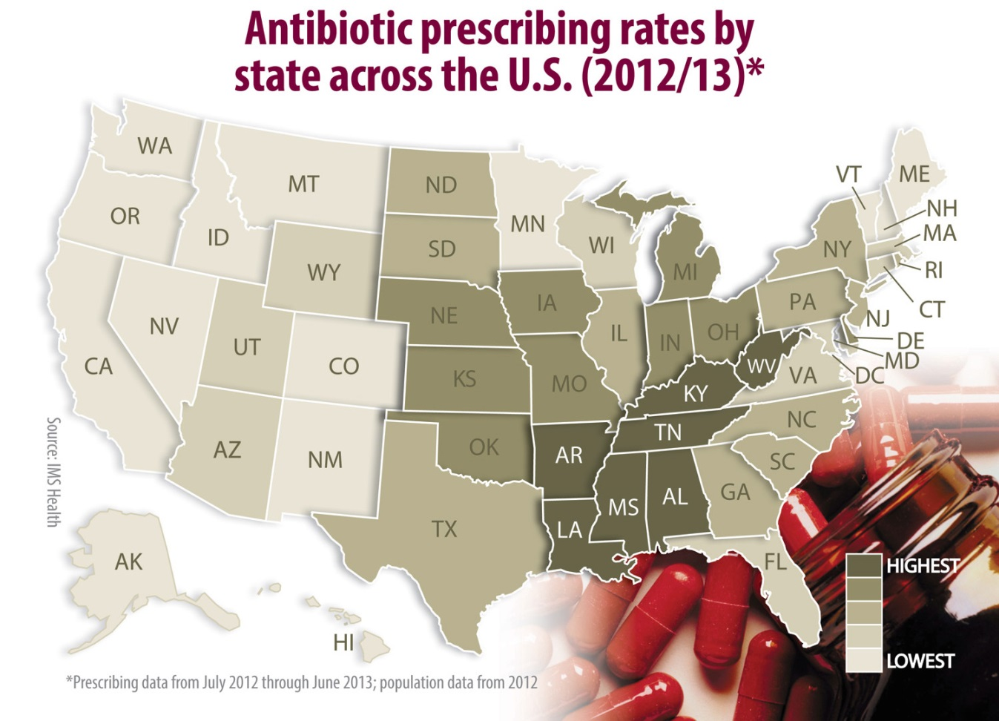 Antibiotic prescribing rates by
state across the U.S. (2012/13)*
WA
OR
ID
MT
WY
NV
UT
CO
CA
AZ
NM
ND
SD
NE
KS
OK
TX
MN
IA
MO
AR
LA
WI
IL
MI
IN
OH
KY
TN
MS
AL
GA
FL
SC
NC
VA
WV
PA
NY
VT
ME
NH
MA
RI
CT
NJ
DE
MD
DC
AK
HI
Source: IMS Health
HIGHEST
LOWEST
*Prescribing data from July 2012 through June 2013; population data from 2012